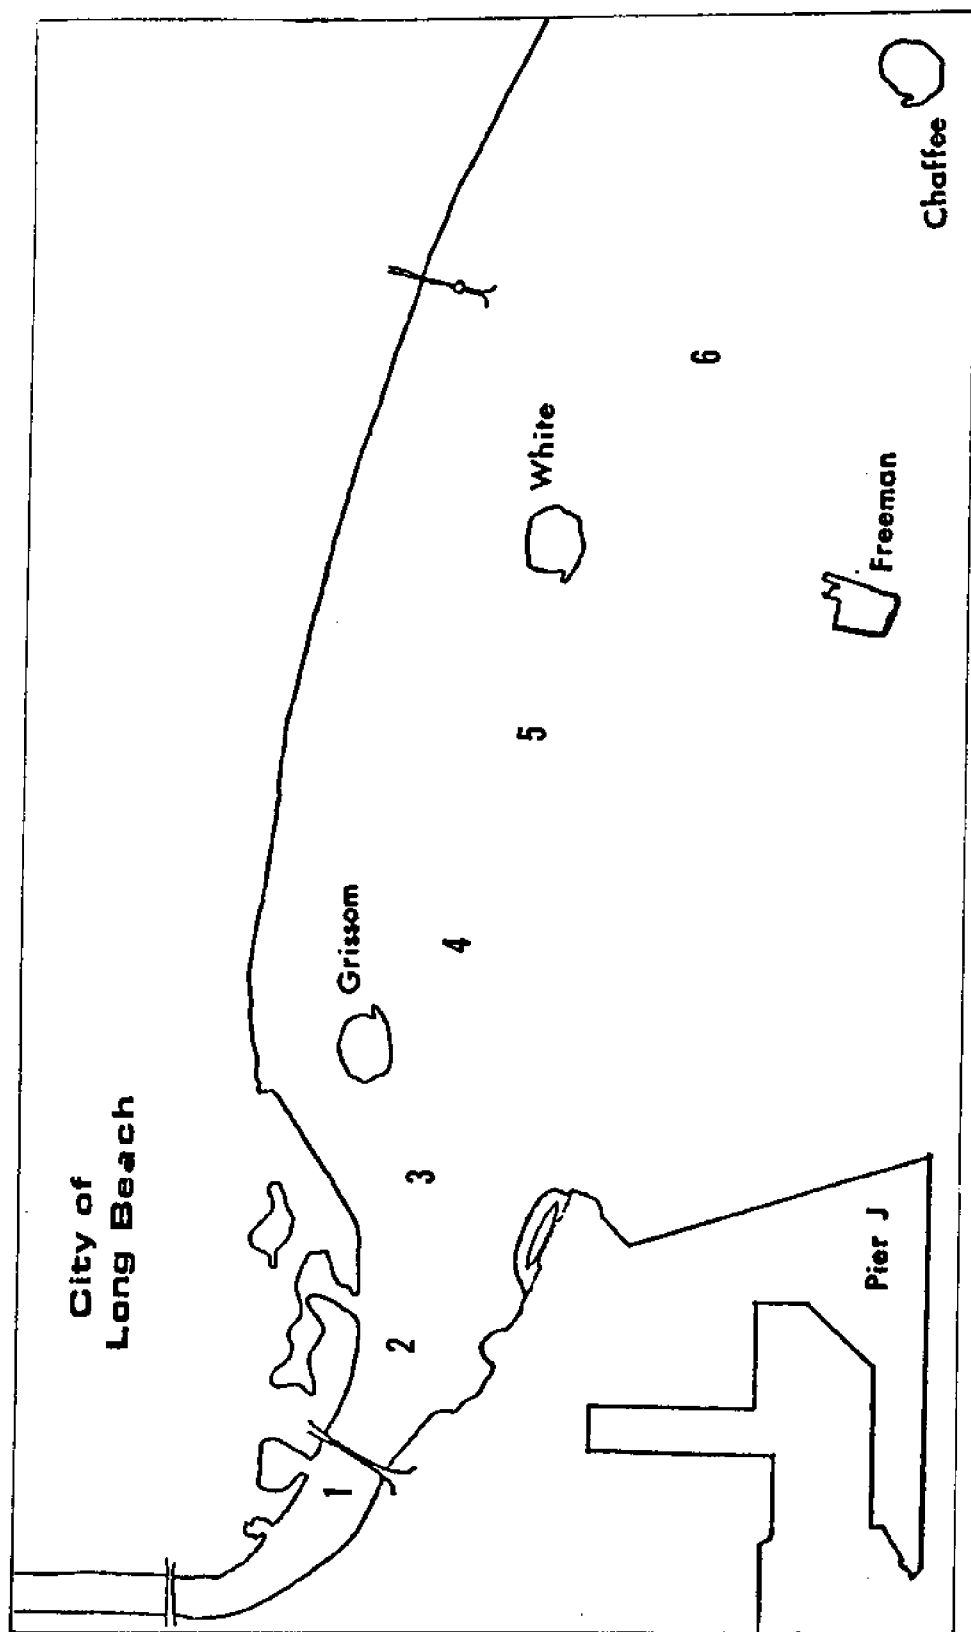 City of
Long Beach
Chaffee
White
6
Freeman
5
Grissom
4
3
2
1
Pier J